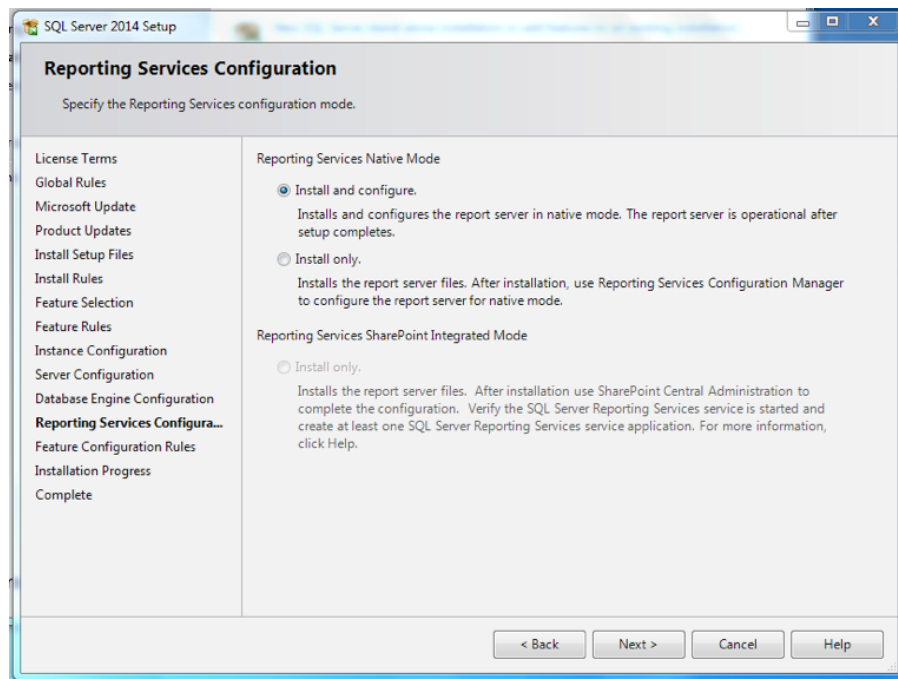 SQL Server 2014 Setup
Reporting Services Configuration
Specify the Reporting Services configuration mode.
License Terms
Global Rules
Microsoft Update
Product Updates
Install Setup Files
Install Rules
Feature Selection
Feature Rules
Instance Configuration
Server Configuration
Database Engine Configuration
Reporting Services Configura...
Feature Configuration Rules
Installation Progress
Complete
Reporting Services Native Mode
Install and configure.
Installs and configures the report server in native mode. The report server is operational after
setup completes.
Install only.
Installs the report server files. After installation, use Reporting Services Configuration Manager
to configure the report server for native mode.
Reporting Services SharePoint Integrated Mode
Install only.
Installs the report server files. After installation use SharePoint Central Administration to
complete the configuration. Verify the SQL Server Reporting Services service is started and
create at least one SQL Server Reporting Services service application. For more information,
click Help.
< Back
Next >
Cancel
Help